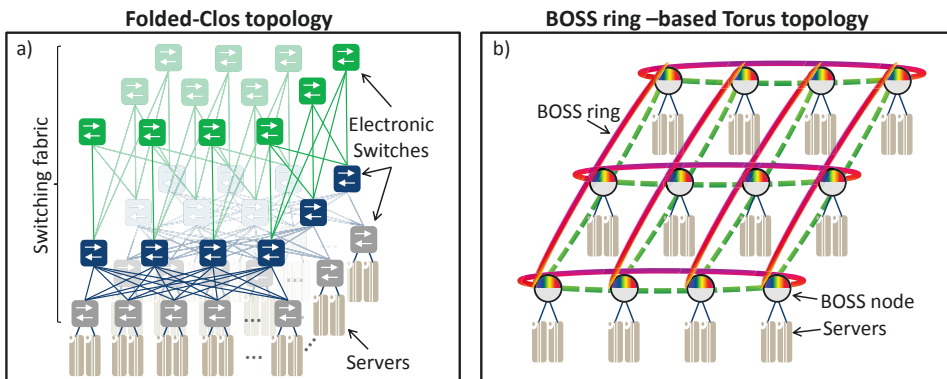 Folded-Clos topology
BOSS ring –based Torus topology
a)
Switching fabric
Electronic
Switches
...
...
...
...
Servers
b)
BOSS ring
BOSS node
Servers